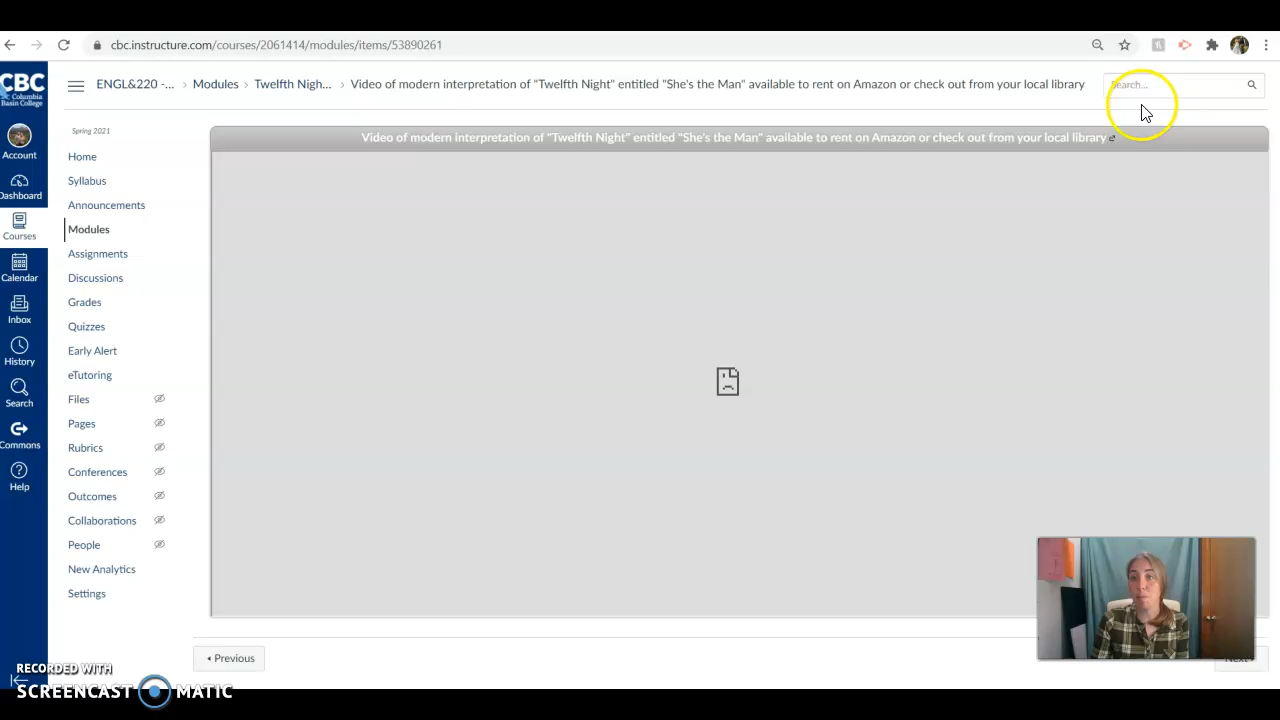 cbc.instructure.com/courses/2061414/modules/items/53890261
CBC
Columbia
Basin College
ENGL&220 -... > Modules > Twelfth Nigh... > Video of modern interpretation of "Twelfth Night" entitled "She's the Man" available to rent on Amazon or check out from your local library
Search...
Account
Dashboard
Courses
Calendar
Inbox
History
Search
Commons
Help
Spring 2021
Home
Syllabus
Announcements
Modules
Assignments
Discussions
Grades
Quizzes
Early Alert
eTutoring
Files
Pages
Rubrics
Conferences
Outcomes
Collaborations
People
New Analytics
Settings
Video of modern interpretation of "Twelfth Night" entitled "She's the Man" available to rent on Amazon or check out from your local library
Previous
Next
RECORDED WITH
SCREENCAST MATIC